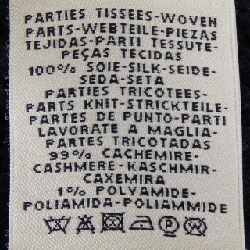 PARTIES TISSEES-WOVEN
PARTS-WEBTEILE-PIEZAS
TEJIDAS-PARTI TESSUTE-
PEÇAS TECIDAS
100% SOIE-SILK-SEIDE-
SEDA-SETA
PARTIES TRICOTEES-
PARTS KNIT-STRICKTEILE-
PARTES DE PUNTO-PARTI
LAVORATE A MAGLIA-
PARTES TRICOTADAS
99% CACHEMIRE-
CASHMERE-KASCHMIR-
CAXEMIRA
1% POLYAMIDE-
POLIAMIDA-POLIAMMIDE